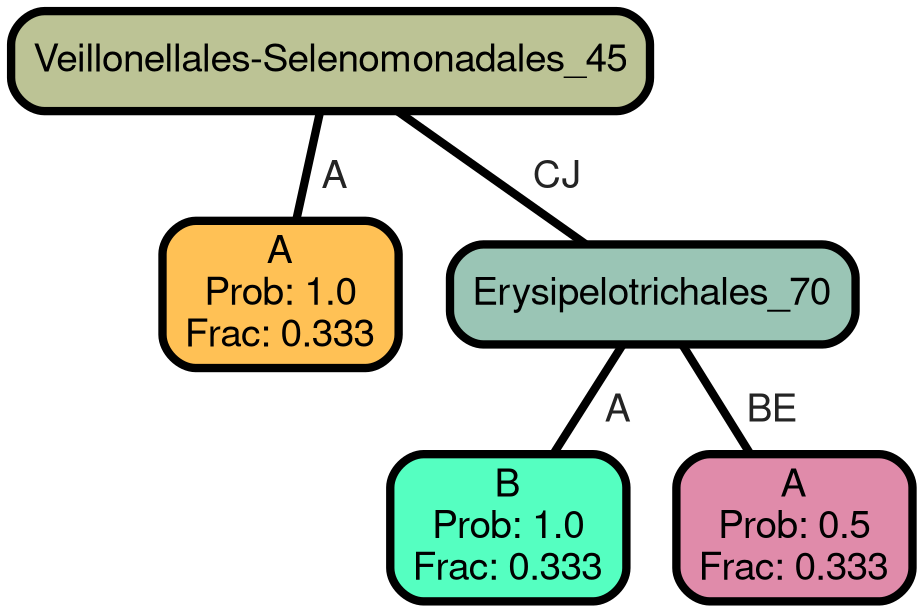 Veillonellales-Selenomonadales_45
A
CJ
A
Prob: 1.0
Frac: 0.333
Erysipelotrichales_70
A
BE
B
Prob: 1.0
Frac: 0.333
A
Prob: 0.5
Frac: 0.333